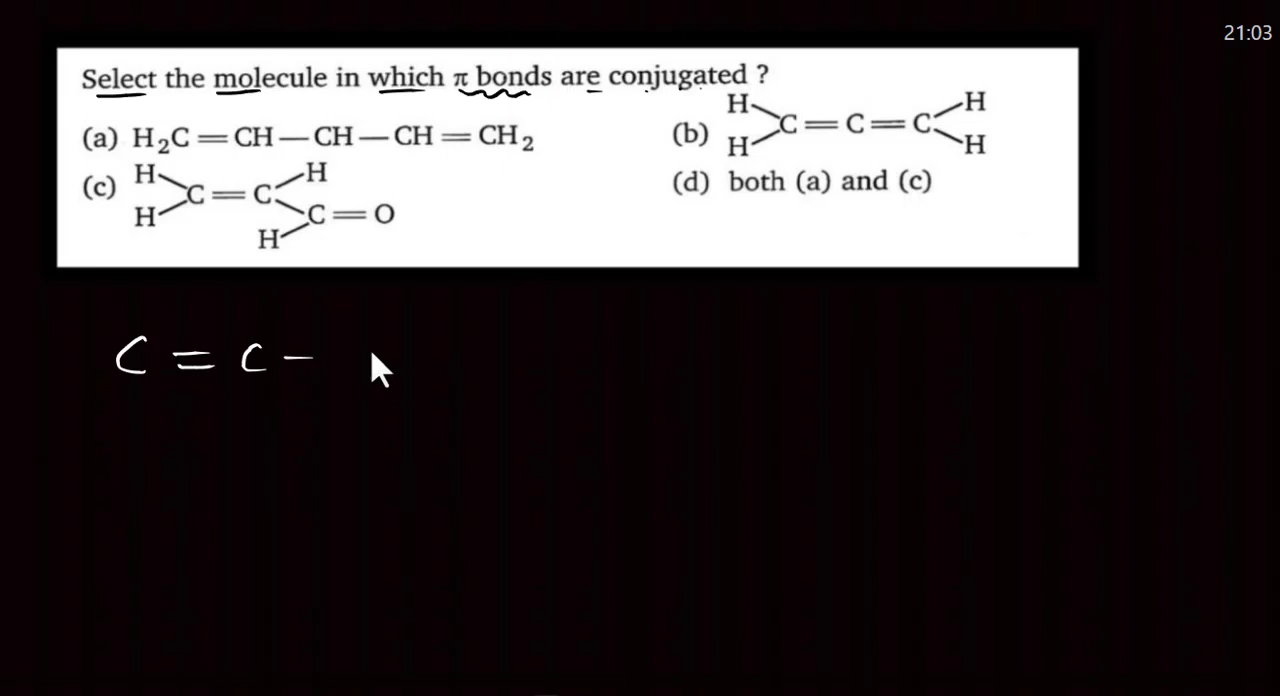 21:03
Select the molecule in which π bonds are conjugated ?
(a) H₂C=CH—CH—CH=CH₂
(b) H H C=C=C H H
(c) H H C=C H C=O H
(d) both (a) and (c)
C = C -